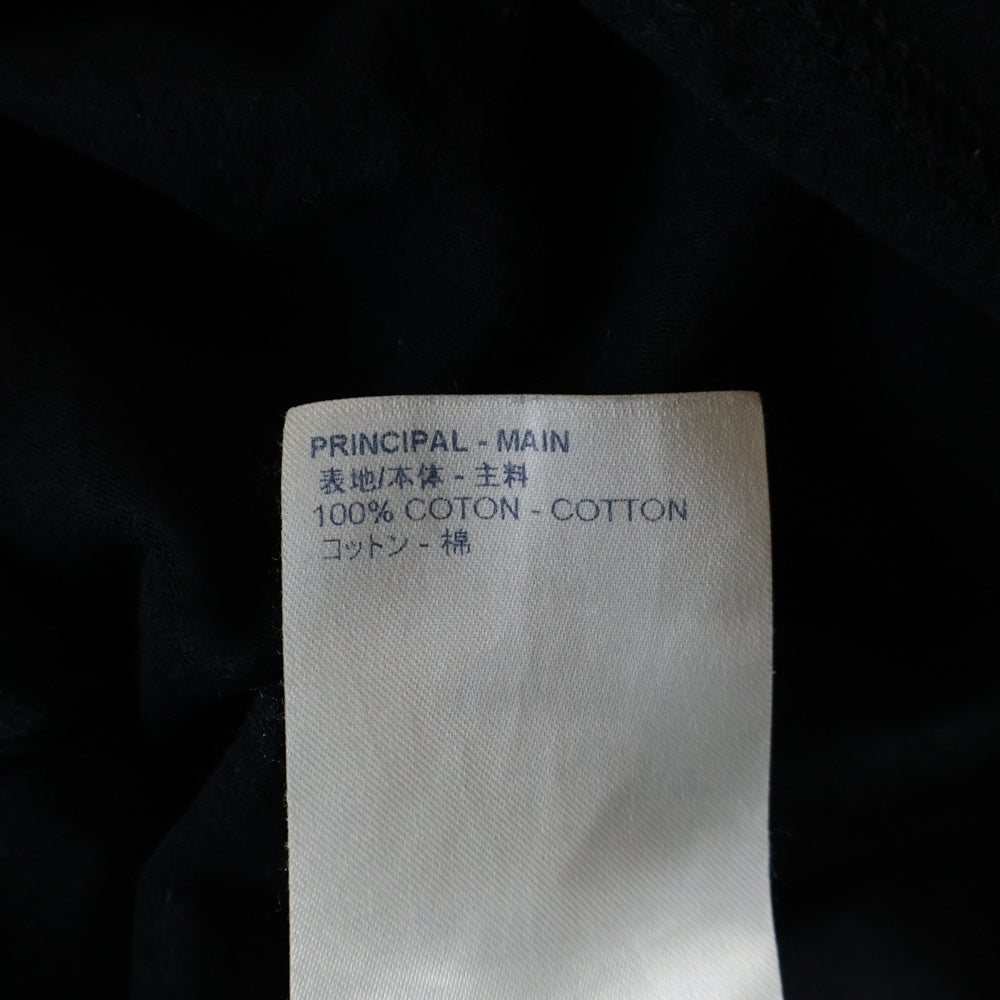 PRINCIPAL - MAIN
表地/本体 - 主料
100% COTON - COTTON
コットン - 棉